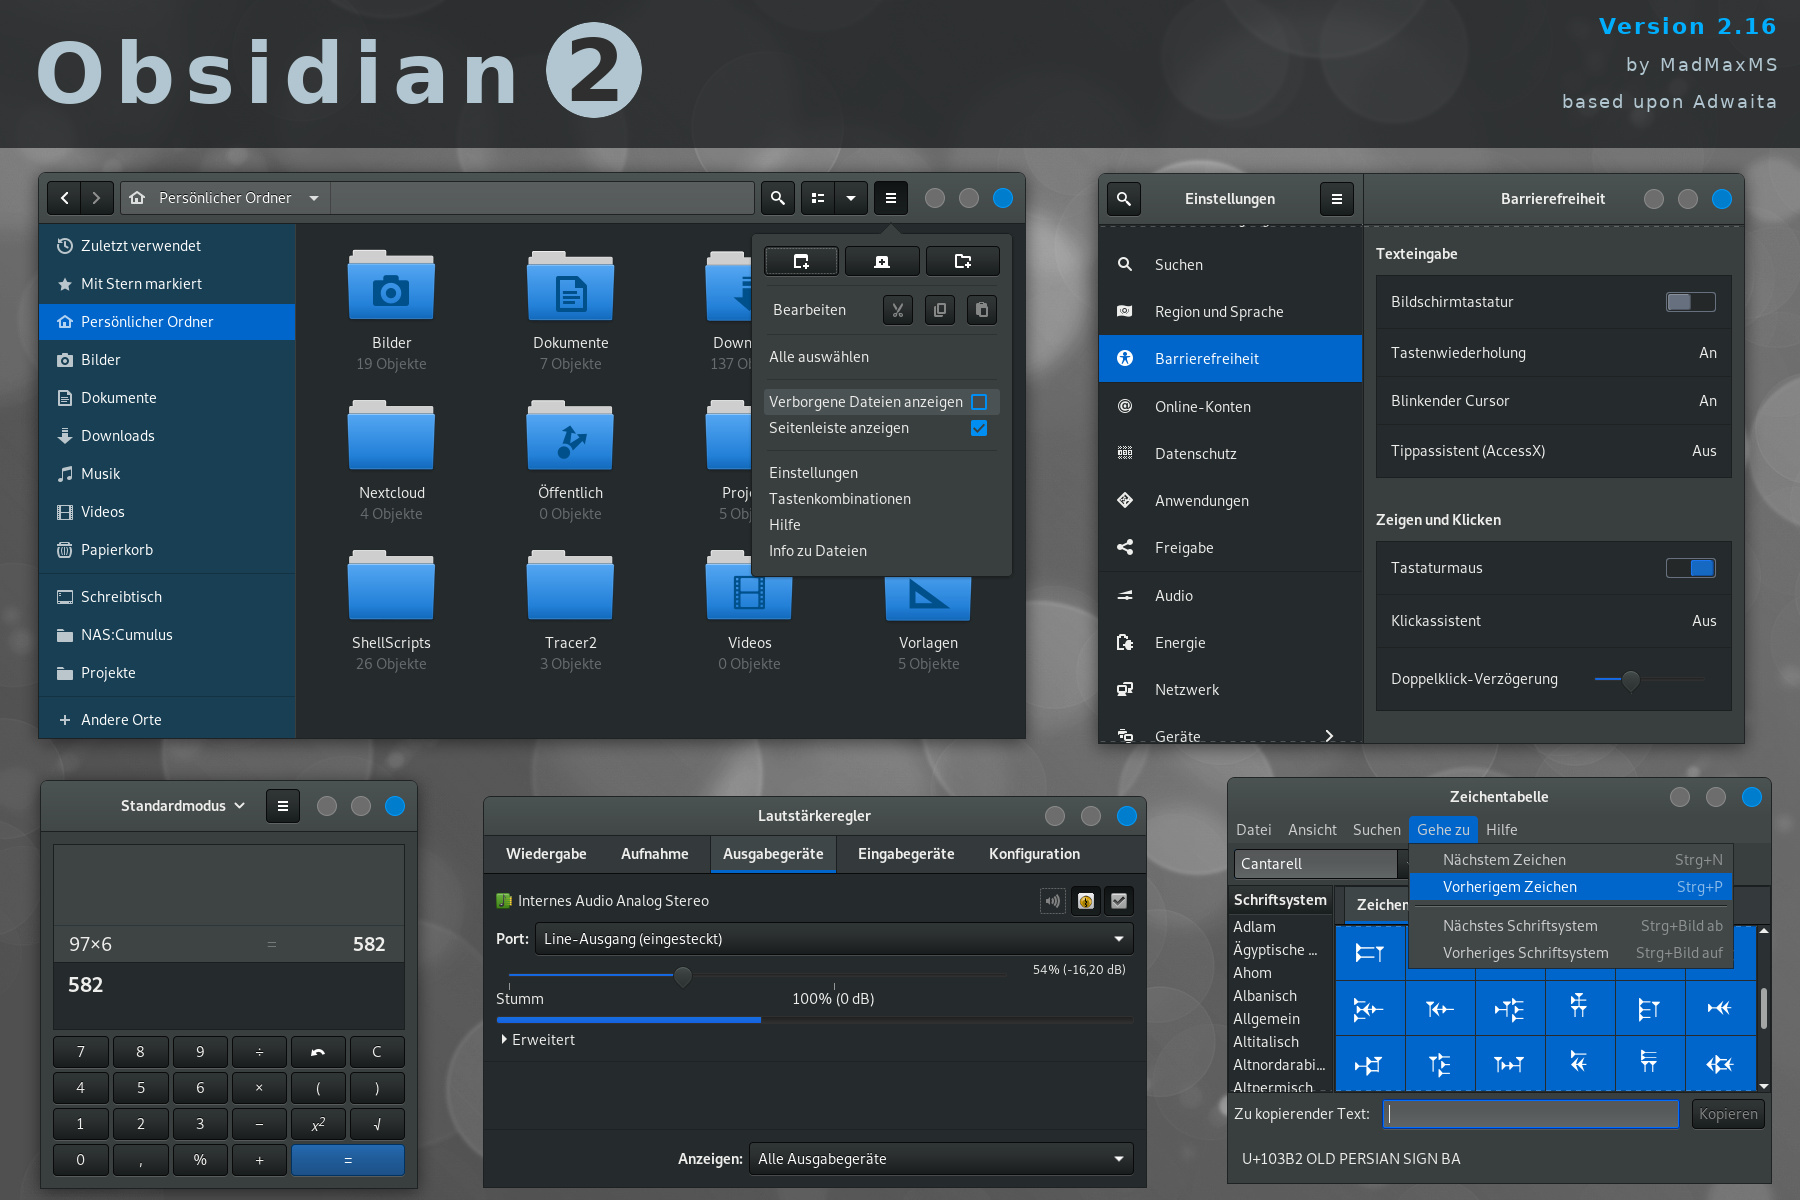 Obsidian 2
Version 2.16
by MadMaxMS
based upon Adwaita
Persönlicher Ordner
Zuletzt verwendet
Mit Stern markiert
Persönlicher Ordner
Bilder
Dokumente
Downloads
Musik
Videos
Papierkorb
Schreibtisch
NAS:Cumulus
Projekte
Andere Orte
Bilder
19 Objekte
Dokumente
7 Objekte
Down
137 Ol
Nextcloud
4 Objekte
Öffentlich
0 Objekte
Proj
5 Obj
ShellScripts
26 Objekte
Tracer2
3 Objekte
Videos
0 Objekte
Vorlagen
5 Objekte
Bearbeiten
Alle auswählen
Verborgene Dateien anzeigen
Seitenleiste anzeigen
Einstellungen
Tastenkombinationen
Hilfe
Info zu Dateien
Einstellungen
Barrierefreiheit
Suchen
Region und Sprache
Barrierefreiheit
Online-Konten
Datenschutz
Anwendungen
Freigabe
Audio
Energie
Netzwerk
Geräte
Texteingabe
Bildschirmtastatur
Tastenwiederholung An
Blinkender Cursor An
Tippassistent (AccessX) Aus
Zeigen und Klicken
Tastaturmaus
Klickassistent Aus
Doppelklick-Verzögerung
Standardmodus
97×6 = 582
582
7 8 9 ÷ C
4 5 6 × ( )
1 2 3 − x² √
0 , % + =
Lautstärkeregler
Wiedergabe Aufnahme Ausgabegeräte Eingabegeräte Konfiguration
Internes Audio Analog Stereo
Port: Line-Ausgang (eingesteckt)
54% (-16,20 dB)
Stumm 100% (0 dB)
Erweitert
Anzeigen: Alle Ausgabegeräte
Zeichentabelle
Datei Ansicht Suchen Gehe zu Hilfe
Cantarell
Nächstem Zeichen Strg+N
Vorherigem Zeichen Strg+P
Nächstes Schriftsystem Strg+Bild ab
Vorheriges Schriftsystem Strg+Bild auf
Schriftsystem
Zeichen
Adlam
Ägyptische ...
Ahom
Albanisch
Allgemein
Altitalisch
Altnordarabi...
Altpermisch
Zu kopierender Text:
Kopieren
U+103B2 OLD PERSIAN SIGN BA